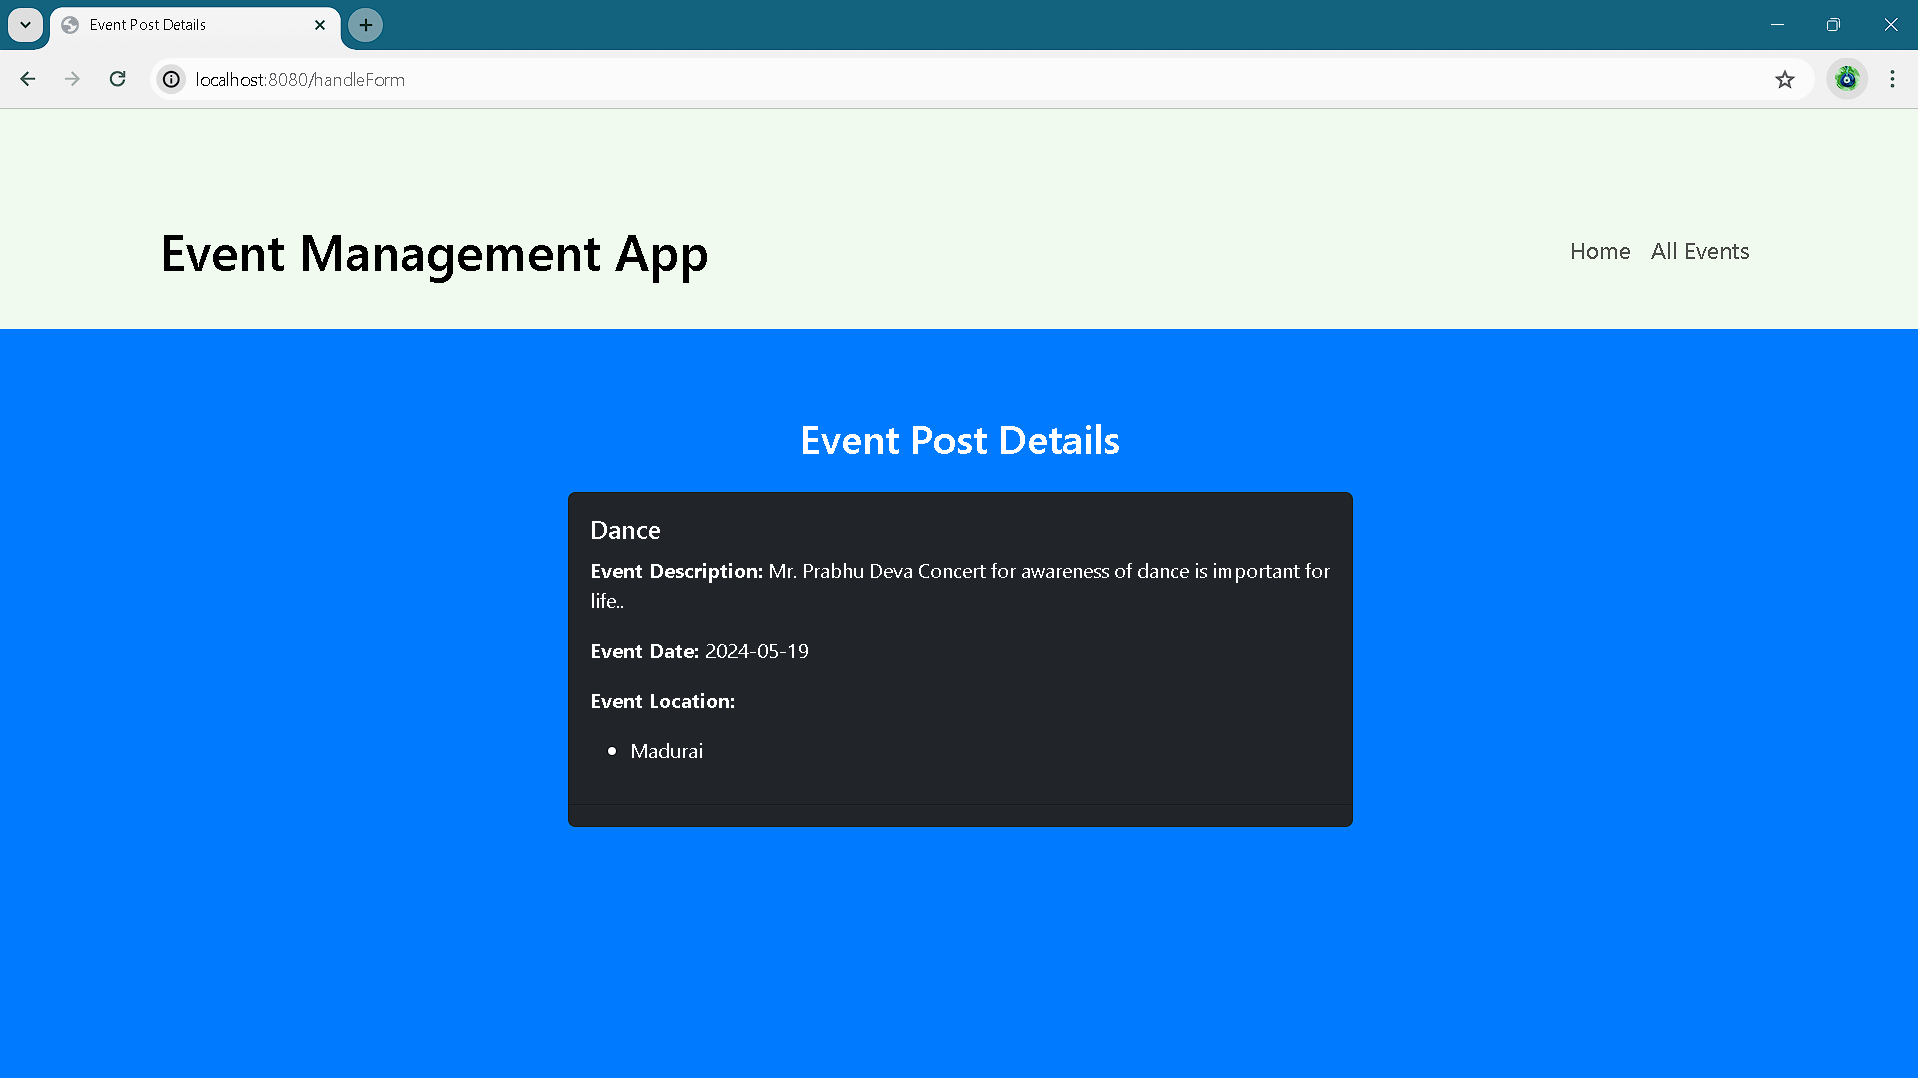 Event Post Details
localhost:8080/handleForm
Event Management App
Home All Events
Event Post Details
Dance
Event Description: Mr. Prabhu Deva Concert for awareness of dance is important for
life..
Event Date: 2024-05-19
Event Location:
• Madurai